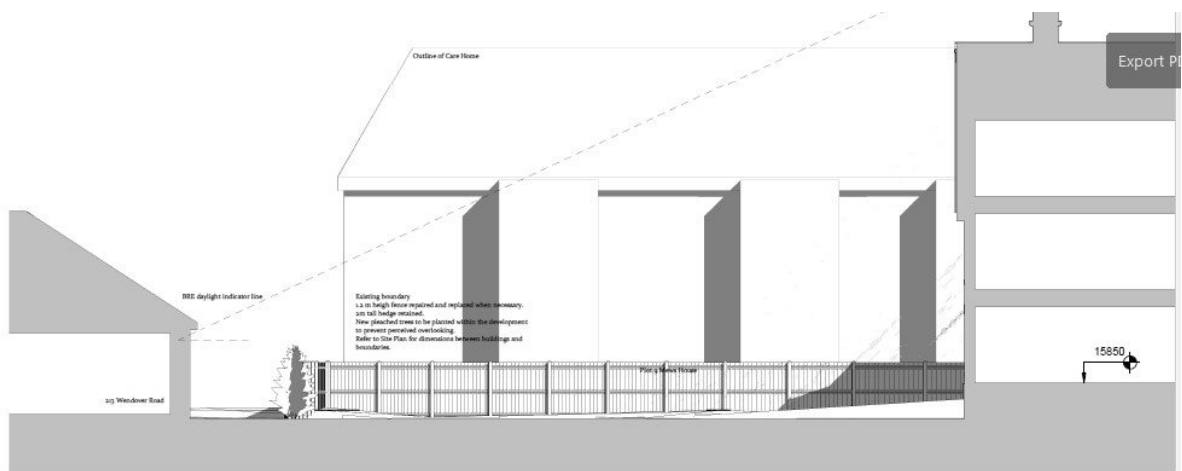 Outline of Care Home
Export PD
BRE daylight indicator line
Existing boundary
1.2 m heigh fence repaired and replaced when necessary.
2m tall hedge retained.
New pleached trees to be planted within the development
to prevent perceived overlooking.
Refer to Site Plan for dimensions between buildings and
boundaries.
15850
Plot 9 Mews House
213 Wendover Road